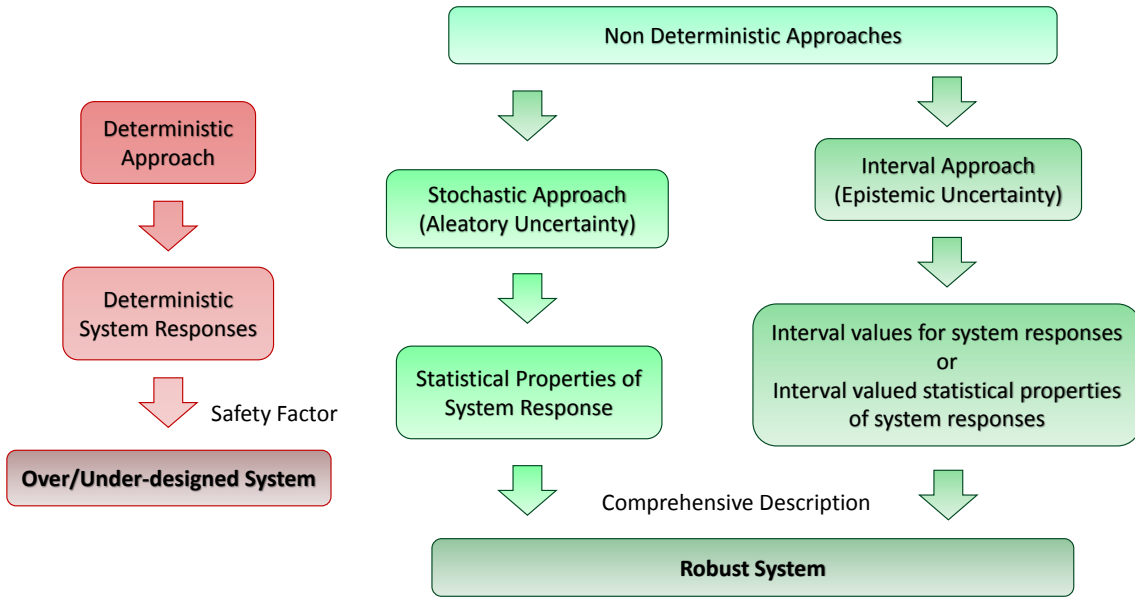 Non Deterministic Approaches
Deterministic
Approach
Stochastic Approach
(Aleatory Uncertainty)
Interval Approach
(Epistemic Uncertainty)
Deterministic
System Responses
Statistical Properties of
System Response
Interval values for system responses
or
Interval valued statistical properties
of system responses
Safety Factor
Over/Under-designed System
Comprehensive Description
Robust System